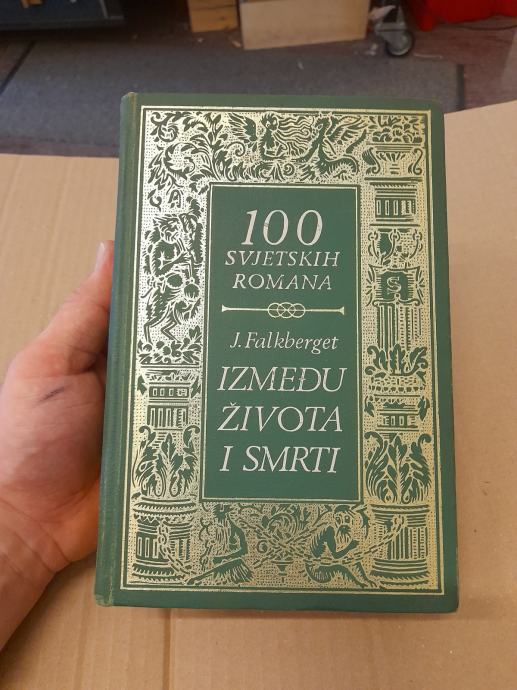 100
SVJETSKIH
ROMANA
J. Falkberget
IZMEĐU
ŽIVOTA
I SMRTI
S